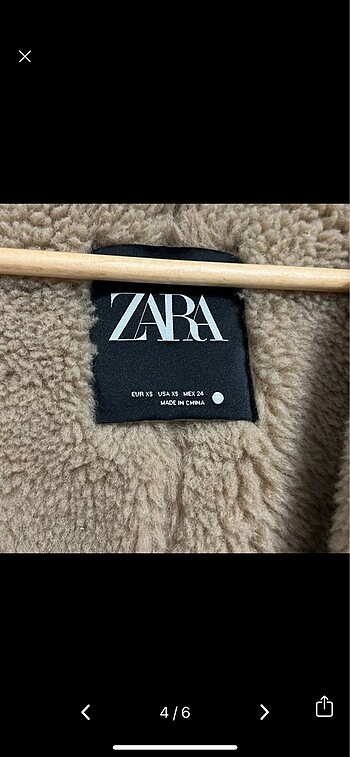 ZARA
EUR XS USA XS MEX 24
MADE IN CHINA
4 / 6